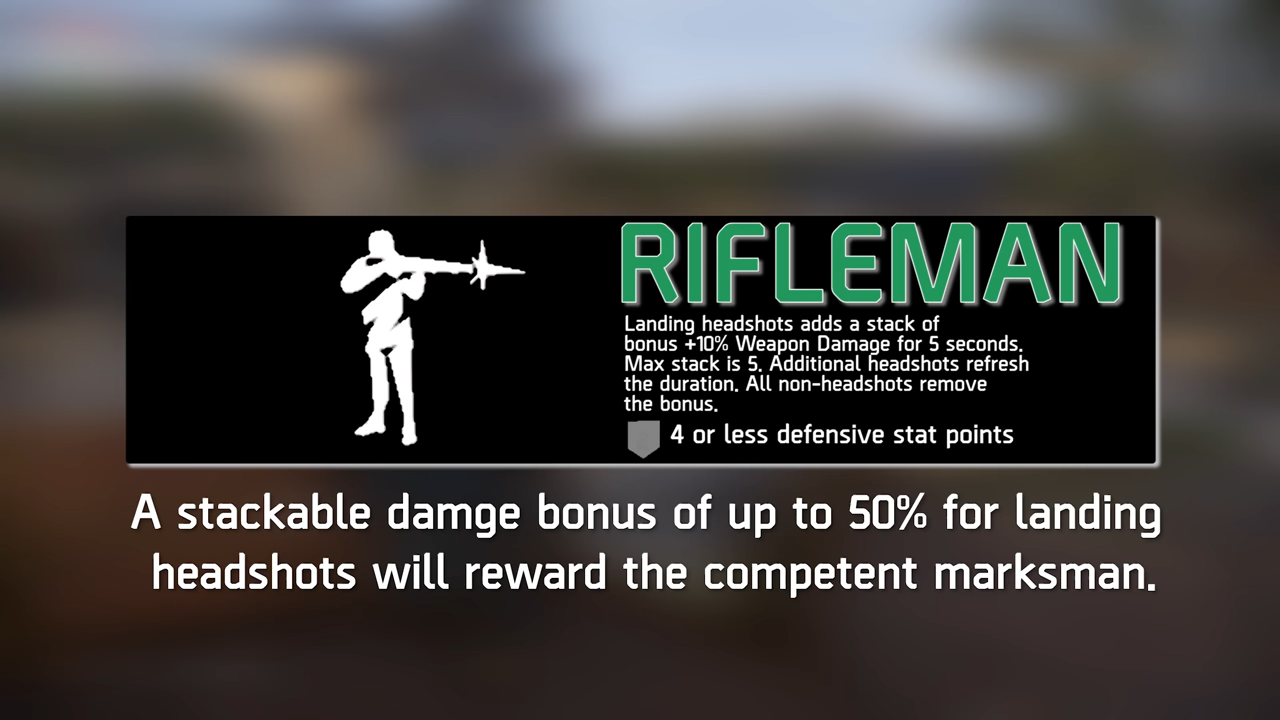 RIFLEMAN
Landing headshots adds a stack of
bonus +10% Weapon Damage for 5 seconds.
Max stack is 5. Additional headshots refresh
the duration. All non-headshots remove
the bonus.
4 or less defensive stat points
A stackable damge bonus of up to 50% for landing
headshots will reward the competent marksman.